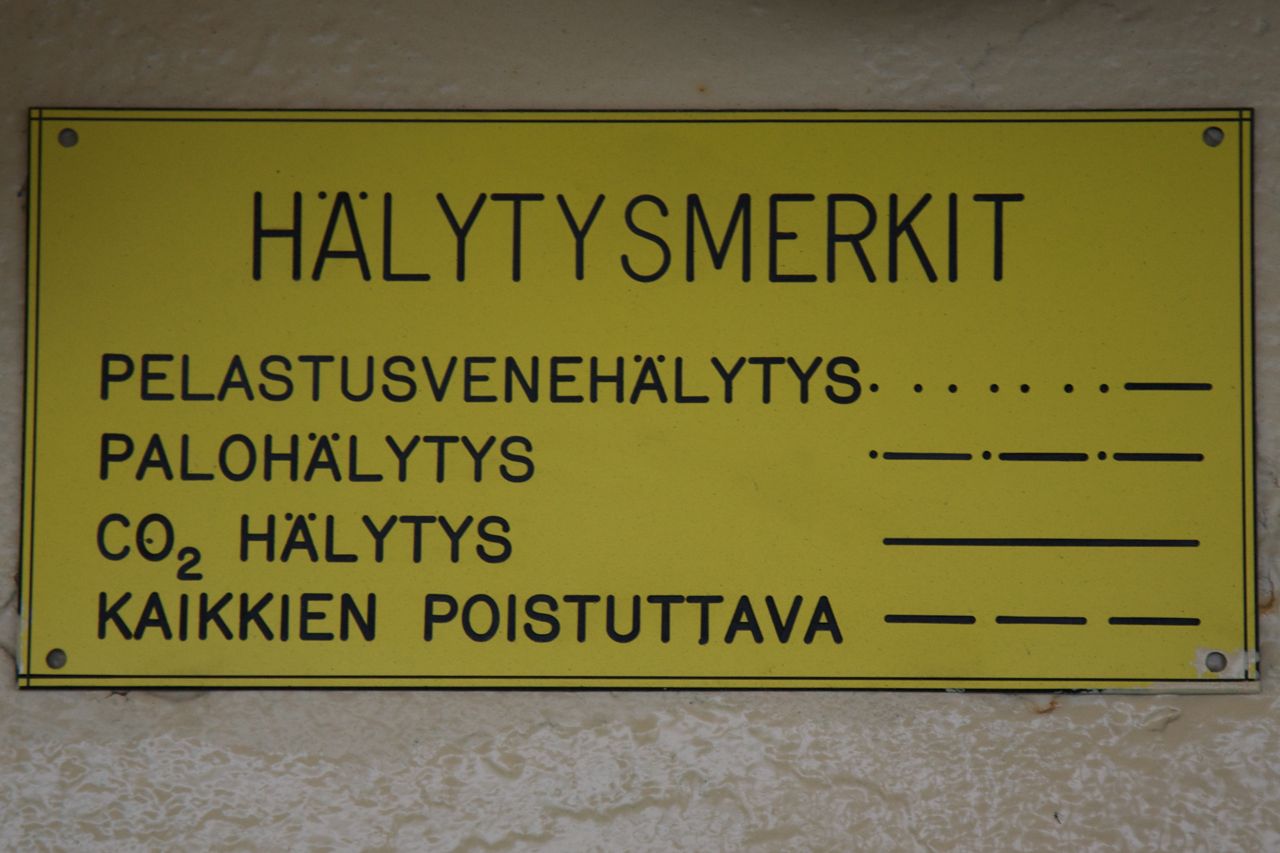 HÄLYTYSMERKIT
PELASTUSVENEHÄLYTYS . . . . . . . —
PALOHÄLYTYS . — . — . —
CO₂ HÄLYTYS ———
KAIKKIEN POISTUTTAVA — — —